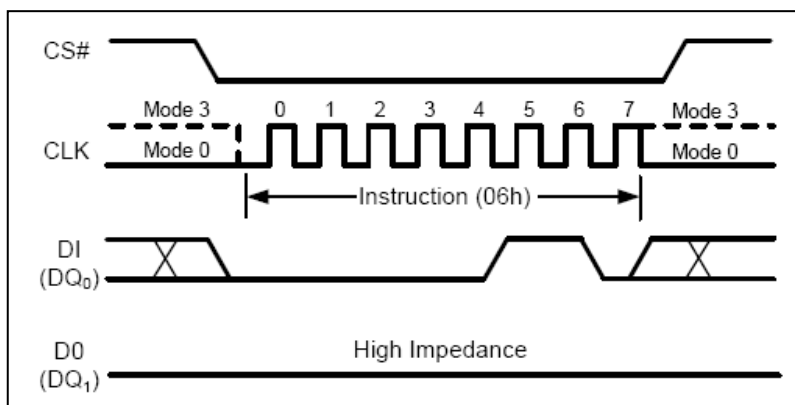 CS#
Mode 3 0 1 2 3 4 5 6 7 Mode 3
CLK Mode 0 Mode 0
Instruction (06h)
DI
(DQ0)
D0 High Impedance
(DQ1)